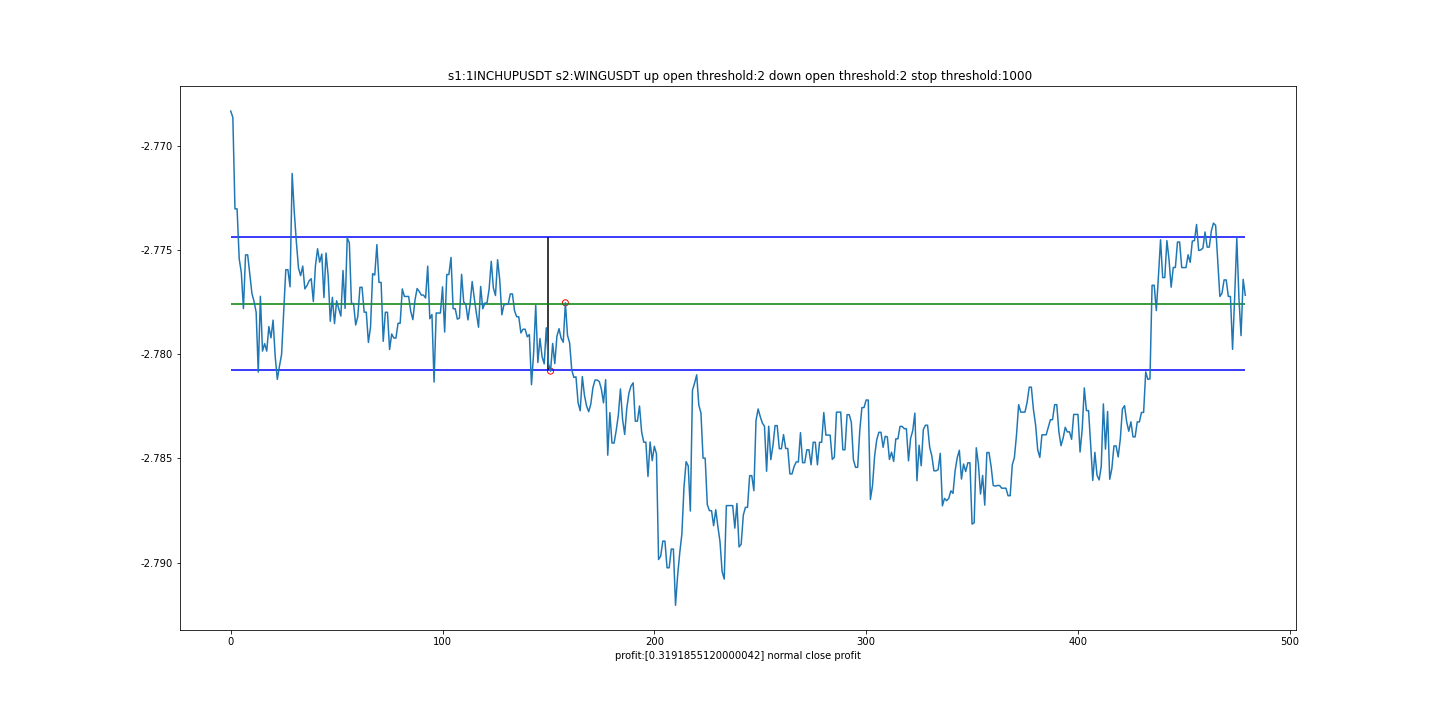 s1:1INCHUPUSDT s2:WINGUSDT up open threshold:2 down open threshold:2 stop threshold:1000
-2.770
-2.775
-2.780
-2.785
-2.790
0 100 200 300 400 500
profit:[0.3191855120000042] normal close profit